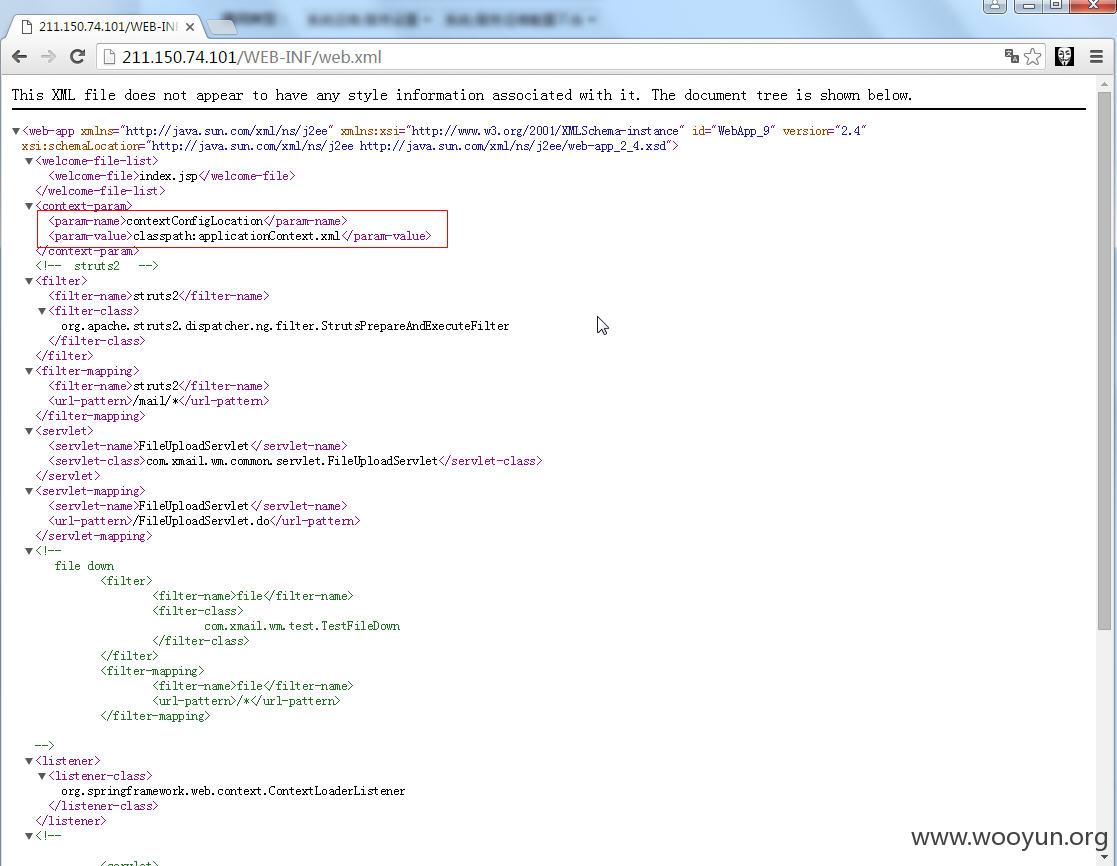 211.150.74.101/WEB-INF
211.150.74.101/WEB-INF/web.xml
This XML file does not appear to have any style information associated with it. The document tree is shown below.
▼<web-app xmlns="http://java.sun.com/xml/ns/j2ee" xmlns:xsi="http://www.w3.org/2001/XMLSchema-instance" id="WebApp_9" version="2.4"
xsi:schemaLocation="http://java.sun.com/xml/ns/j2ee http://java.sun.com/xml/ns/j2ee/web-app_2_4.xsd">
▼<welcome-file-list>
<welcome-file>index.jsp</welcome-file>
</welcome-file-list>
▼<context-param>
<param-name>contextConfigLocation</param-name>
<param-value>classpath:applicationContext.xml</param-value>
</context-param>
<!-- struts2 -->
▼<filter>
<filter-name>struts2</filter-name>
▼<filter-class>
org.apache.struts2.dispatcher.ng.filter.StrutsPrepareAndExecuteFilter
</filter-class>
</filter>
▼<filter-mapping>
<filter-name>struts2</filter-name>
<url-pattern>/mail/*</url-pattern>
</filter-mapping>
▼<servlet>
<servlet-name>FileUploadServlet</servlet-name>
<servlet-class>com.xmail.wm.common.servlet.FileUploadServlet</servlet-class>
</servlet>
▼<servlet-mapping>
<servlet-name>FileUploadServlet</servlet-name>
<url-pattern>/FileUploadServlet.do</url-pattern>
</servlet-mapping>
▼<!--
file down
<filter>
<filter-name>file</filter-name>
<filter-class>
com.xmail.wm.test.TestFileDown
</filter-class>
</filter>
<filter-mapping>
<filter-name>file</filter-name>
<url-pattern>/*</url-pattern>
</filter-mapping>
-->
▼<listener>
▼<listener-class>
org.springframework.web.context.ContextLoaderListener
</listener-class>
</listener>
▼<!--
<servlet>
www.wooyun.org